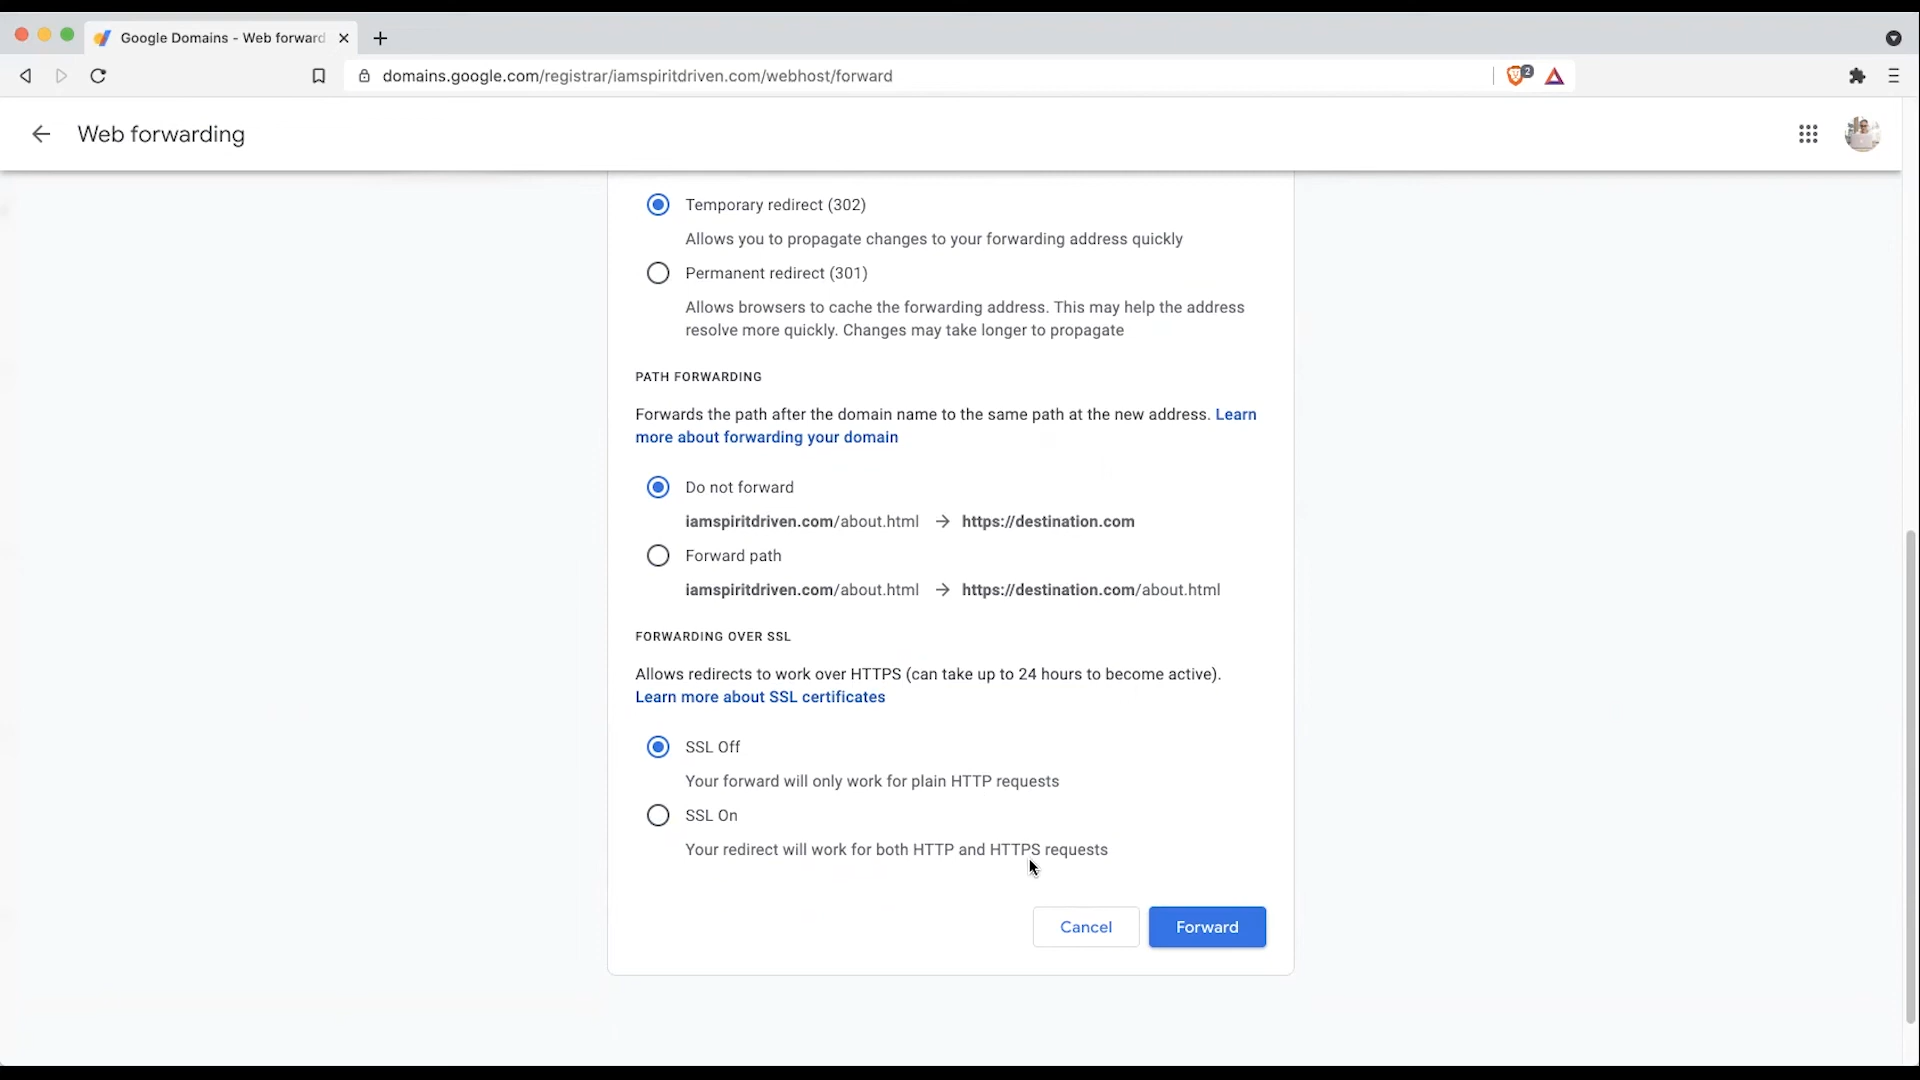 Google Domains - Web forward
domains.google.com/registrar/iamspiritdriven.com/webhost/forward
2
Web forwarding
Temporary redirect (302)
Allows you to propagate changes to your forwarding address quickly
Permanent redirect (301)
Allows browsers to cache the forwarding address. This may help the address
resolve more quickly. Changes may take longer to propagate
PATH FORWARDING
Forwards the path after the domain name to the same path at the new address. Learn
more about forwarding your domain
Do not forward
iamspiritdriven.com/about.html → https://destination.com
Forward path
iamspiritdriven.com/about.html → https://destination.com/about.html
FORWARDING OVER SSL
Allows redirects to work over HTTPS (can take up to 24 hours to become active).
Learn more about SSL certificates
SSL Off
Your forward will only work for plain HTTP requests
SSL On
Your redirect will work for both HTTP and HTTPS requests
Cancel Forward